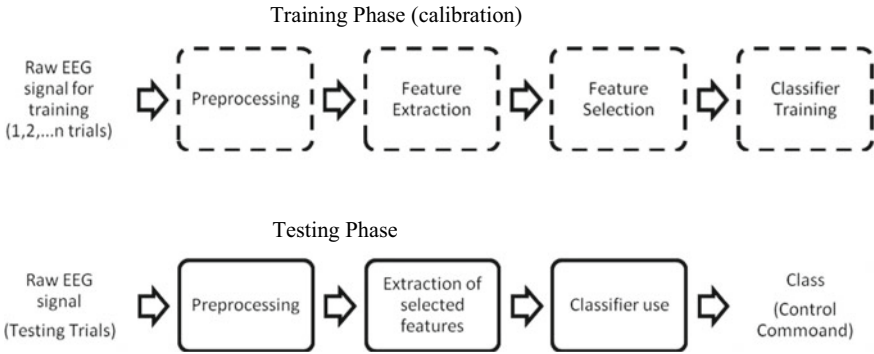 Training Phase (calibration)
Raw EEG
signal for
training
(1,2,...n trials)
Preprocessing
Feature
Extraction
Feature
Selection
Classifier
Training
Testing Phase
Raw EEG
signal
(Testing Trials)
Preprocessing
Extraction of
selected
features
Classifier use
Class
(Control
Commoand)